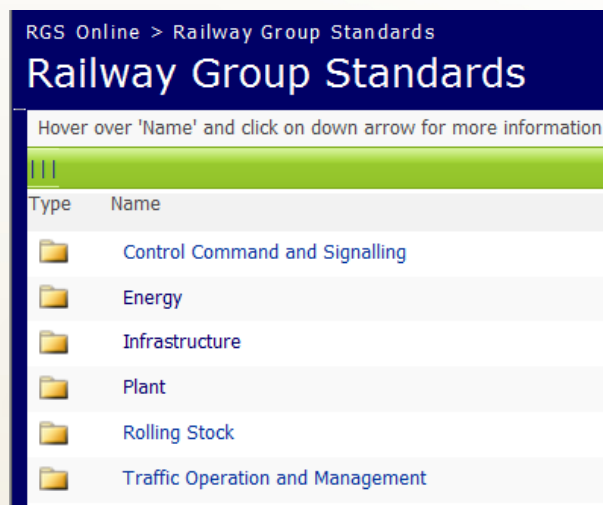 RGS Online > Railway Group Standards
Railway Group Standards
Hover over 'Name' and click on down arrow for more information
|||
Type Name
Control Command and Signalling
Energy
Infrastructure
Plant
Rolling Stock
Traffic Operation and Management